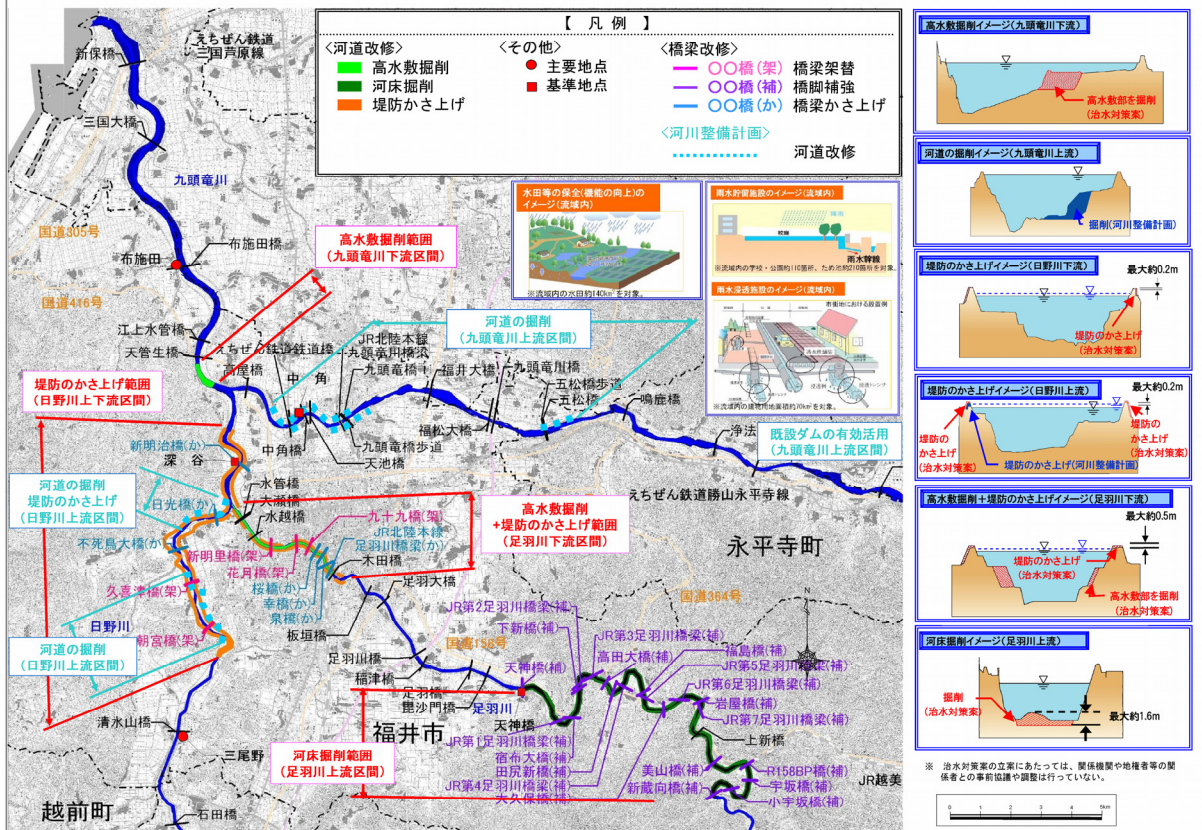 【 凡 例 】
<河道改修>
高水敷掘削
河床掘削
堤防かさ上げ
<その他>
主要地点
基準地点
<橋梁改修>
〇〇橋(架) 橋梁架替
〇〇橋(補) 橋脚補強
〇〇橋(か) 橋梁かさ上げ
<河川整備計画>
河道改修
新保橋
えちぜん鉄道
三国芦原線
三国大橋
九頭竜川
国道305号
布施田橋
布施田
国道416号
江上水管橋
天菅生橋
高水敷掘削範囲
(九頭竜川下流区間)
水田等の保全(機能の向上)の
イメージ(流域内)
※流域内の水田約140km²を対象。
雨水貯留施設のイメージ(流域内)
降雨
校庭
雨水幹線
※流域内の学校・公園約110箇所、ため池約210箇所を対象。
雨水浸透施設のイメージ(流域内)
市街地における設置例
透水性舗装
浸透トレンチ
※流域内の建物用地面積約70km²を対象。
河道の掘削
(九頭竜川上流区間)
えちぜん鉄道鉄道橋
JR北陸本線
九頭竜川橋梁
九頭竜橋
高屋橋
中 角
福井大橋
九頭竜川橋
五松橋歩道
五松橋
鳴鹿橋
中角橋
天池橋
九頭竜橋歩道
福松大橋
浄法
既設ダムの有効活用
(九頭竜川上流区間)
えちぜん鉄道勝山永平寺線
堤防のかさ上げ範囲
(日野川上下流区間)
新明治橋(か)
深 谷
河道の掘削
堤防のかさ上げ
(日野川上流区間)
日光橋(か)
水管橋
大瀬橋
水越橋
不死鳥大橋(か)
高水敷掘削
+堤防のかさ上げ範囲
(足羽川下流区間)
九十九橋(架)
JR北陸本線
足羽川橋梁(か)
新明里橋(架)
花月橋(架)
木田橋
桜橋(か)
幸橋(か)
泉橋(か)
足羽大橋
板垣橋
永平寺町
国道364号
国道158号
久喜津橋(架)
日野川
朝宮橋(架)
河道の掘削
(日野川上流区間)
足羽川橋
稲津橋
足羽橋
毘沙門橋
足羽川
天神橋(補)
天神橋
JR第2足羽川橋梁(補)
下新橋(補)
JR第3足羽川橋梁(補)
高田大橋(補)
福島橋(補)
JR第5足羽川橋梁(補)
JR第6足羽川橋梁(補)
岩屋橋(補)
JR第7足羽川橋梁(補)
上新橋
JR第1足羽川橋梁(補)
宿布大橋(補)
田尻新橋(補)
JR第4足羽川橋梁(補)
大久保橋(補)
美山橋(補)
新蔵向橋(補)
R158BP橋(補)
宇坂橋(補)
小宇坂橋(補)
JR越美
清水山橋
三尾野
福井市
河床掘削範囲
(足羽川上流区間)
越前町
石田橋
N
高水敷掘削イメージ(九頭竜川下流)
高水敷部を掘削
(治水対策案)
河道の掘削イメージ(九頭竜川上流)
掘削(河川整備計画)
堤防のかさ上げイメージ(日野川下流)
最大約0.2m
堤防のかさ上げ
(治水対策案)
堤防のかさ上げイメージ(日野川上流)
最大約0.2m
堤防の
かさ上げ
(治水対策案)
堤防の
かさ上げ
(治水対策案)
堤防のかさ上げ(河川整備計画)
高水敷掘削+堤防のかさ上げイメージ(足羽川下流)
最大約0.5m
堤防のかさ上げ
(治水対策案)
高水敷部を掘削
(治水対策案)
河床掘削イメージ(足羽川上流)
掘削
(治水対策案)
最大約1.6m
※ 治水対策案の立案にあたっては、関係機関や地権者等の関
係者との事前協議や調整は行っていない。
0 1 2 3 4 5km